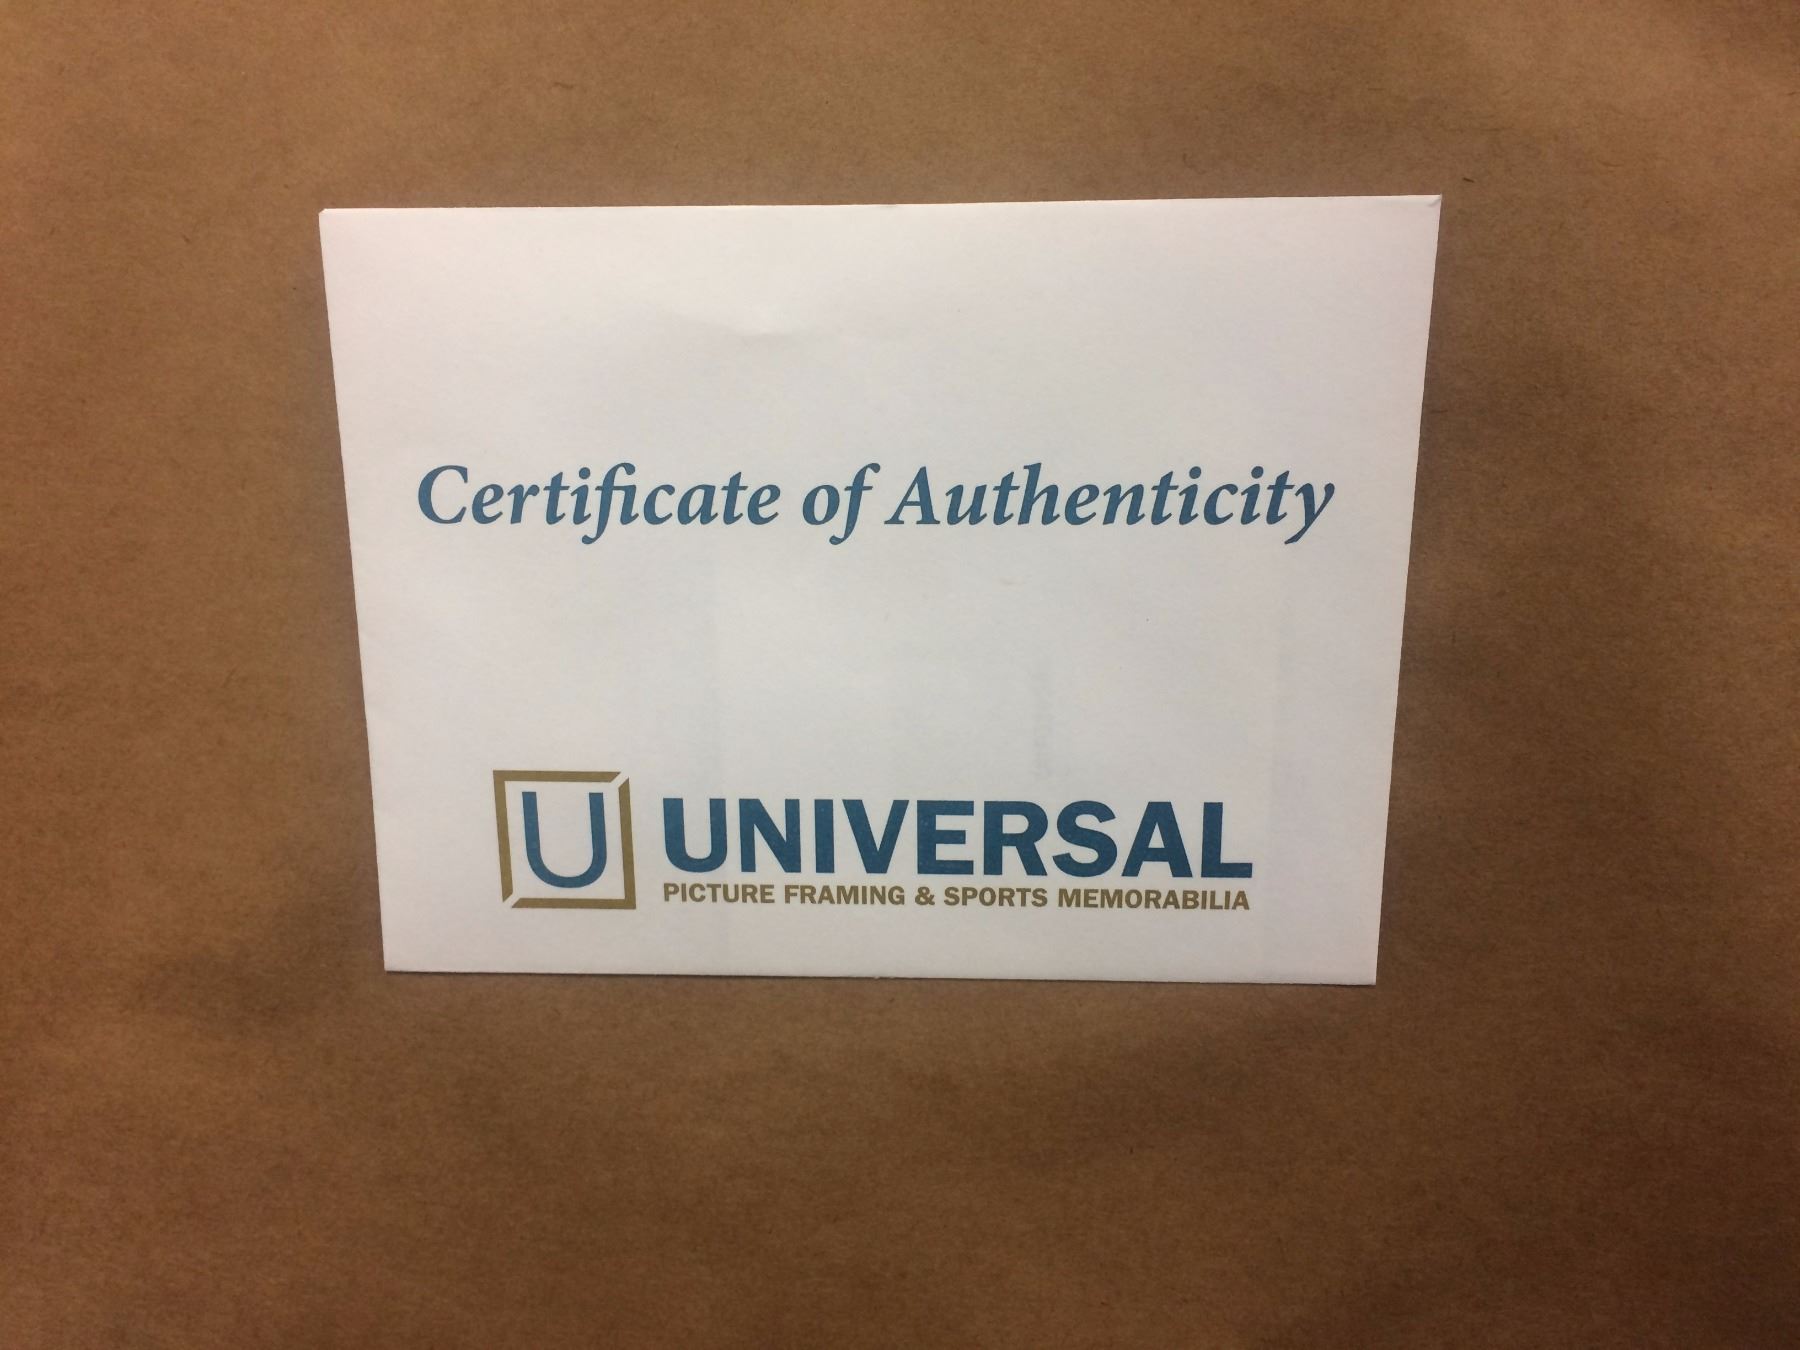 Certificate of Authenticity
U UNIVERSAL
PICTURE FRAMING & SPORTS MEMORABILIA